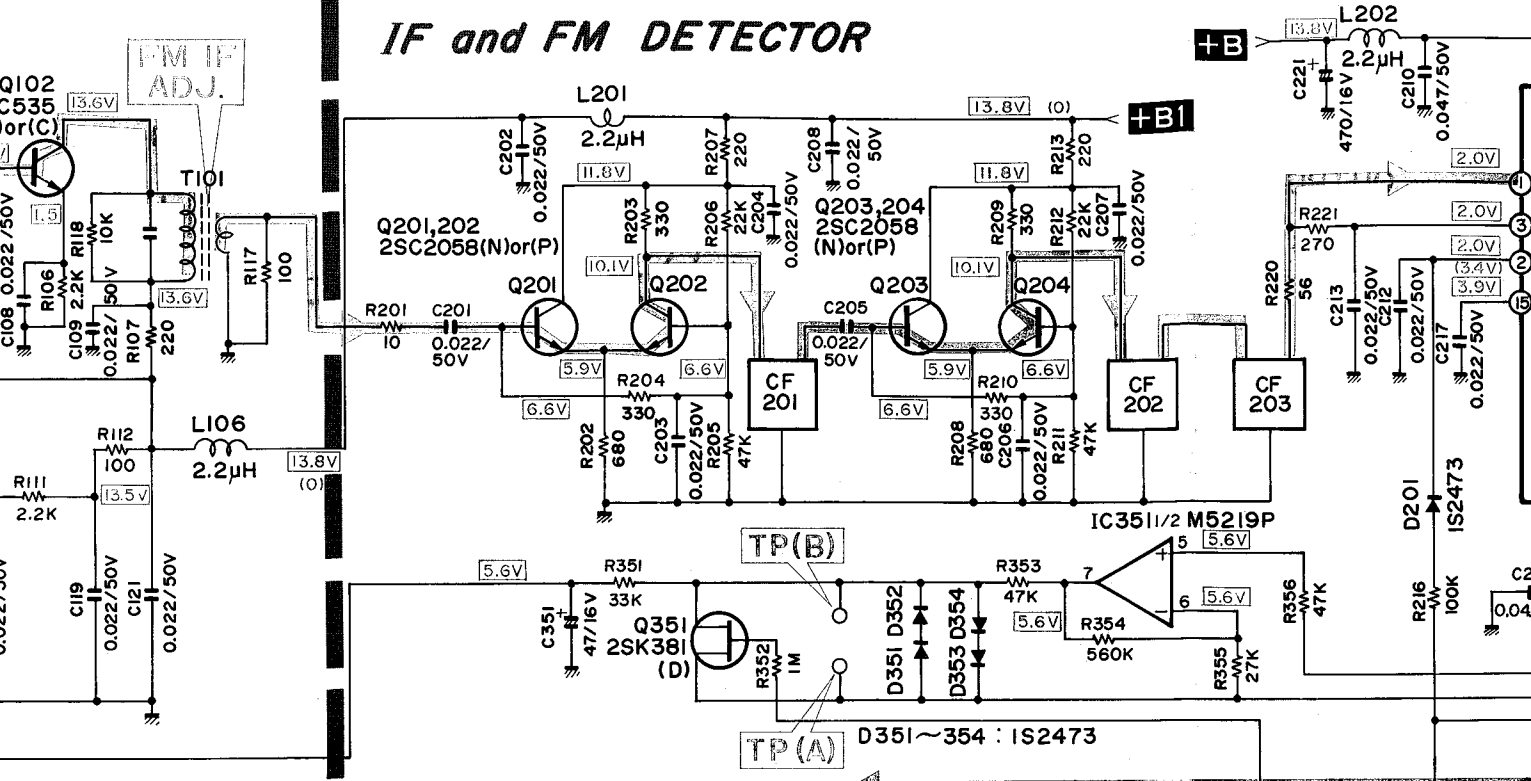 IF and FM DETECTOR
FM IF
ADJ.
Q102
C535
)or(C)
13.6V
1.5
T101
R118
10K
C108 0.022/50V
R106
2.2K
C109
0.022/50V
R107
220
13.6V
R117
100
L106
2.2μH
R112
100
13.8V
(0)
R111
2.2K
13.5V
C119
0.022/50V
C121
0.022/50V
L201
2.2μH
C202
0.022/50V
R207
220
C208
0.022/
50V
13.8V (0)
+B1
R213
220
11.8V
Q201,202
2SC2058(N)or(P)
R203
330
R206
22K
C204
0.022/50V
10.1V
Q201
Q202
R201
10
C201
0.022/
50V
5.9V
6.6V
R204
330
6.6V
R202
680
C203
0.022/50V
R205
47K
CF
201
Q203,204
2SC2058
(N)or(P)
11.8V
R209
330
R212
22K
C207
0.022/50V
10.1V
Q203
Q204
C205
0.022/
50V
5.9V
6.6V
R210
330
6.6V
R208
680
C206
0.022/50V
R211
47K
CF
202
CF
203
+B
13.8V
L202
2.2μH
C221
+
470/16V
C210
0.047/50V
2.0V
1
R221
270
2.0V
3
2.0V
(3.4V)
2
3.9V
15
R220
56
C213
0.022/50V
C212
0.022/50V
C217
0.022/50V
D201
1S2473
R216
100K
5.6V
R351
33K
C351
+
47/16V
Q351
2SK381
(D)
R352
1M
TP(B)
TP(A)
D351 D352
D353 D354
R353
47K
IC351 1/2 M5219P
7
5
+
5.6V
6
−
5.6V
5.6V
R354
560K
R355
27K
R356
47K
C2
0.04
D351～354 : 1S2473